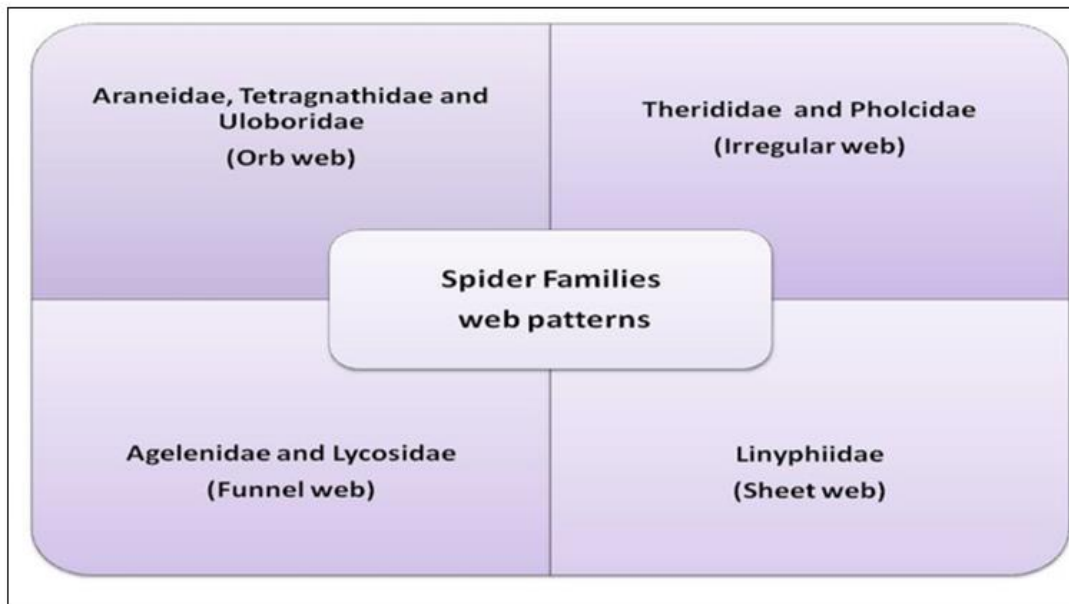 Araneidae, Tetragnathidae and
Uloboridae
(Orb web)
Therididae and Pholcidae
(Irregular web)
Spider Families
web patterns
Agelenidae and Lycosidae
(Funnel web)
Linyphiidae
(Sheet web)